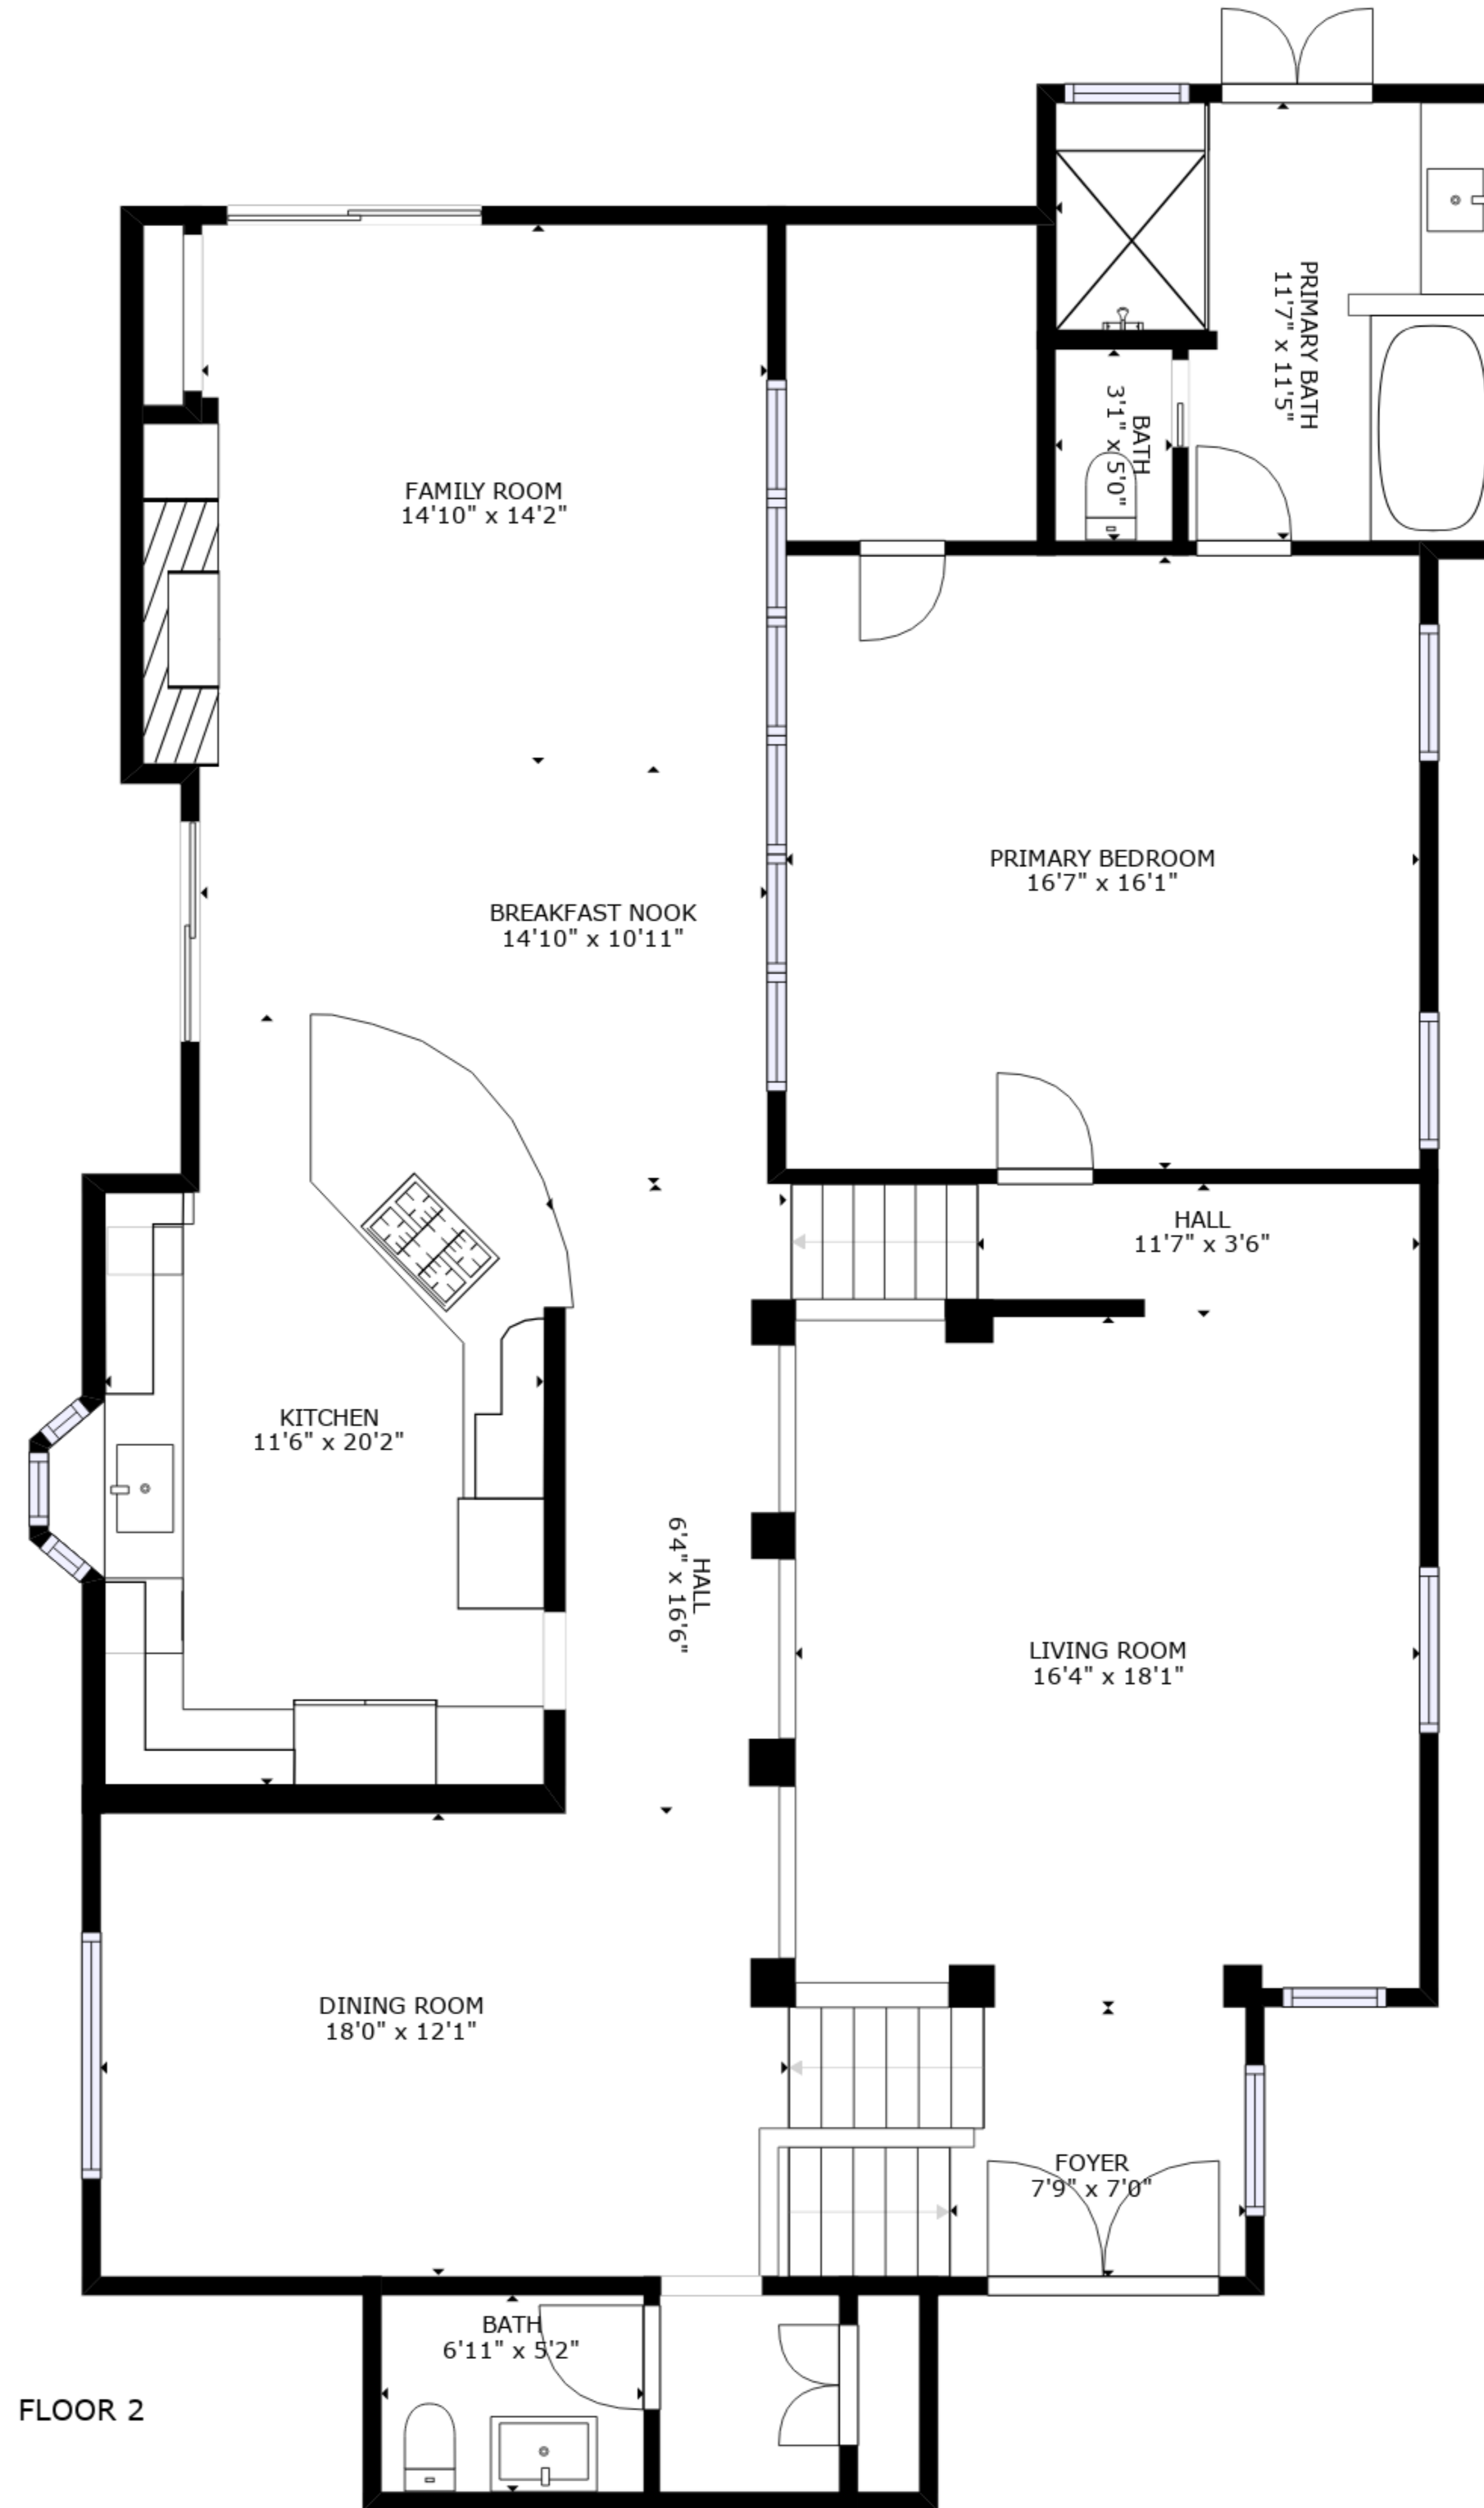 PRIMARY BATH
11'7" x 11'5"
BATH
3'1" x 5'0"
FAMILY ROOM
14'10" x 14'2"
PRIMARY BEDROOM
16'7" x 16'1"
BREAKFAST NOOK
14'10" x 10'11"
HALL
11'7" x 3'6"
KITCHEN
11'6" x 20'2"
HALL
6'4" x 16'6"
LIVING ROOM
16'4" x 18'1"
DINING ROOM
18'0" x 12'1"
FOYER
7'9" x 7'0"
BATH
6'11" x 5'2"
FLOOR 2